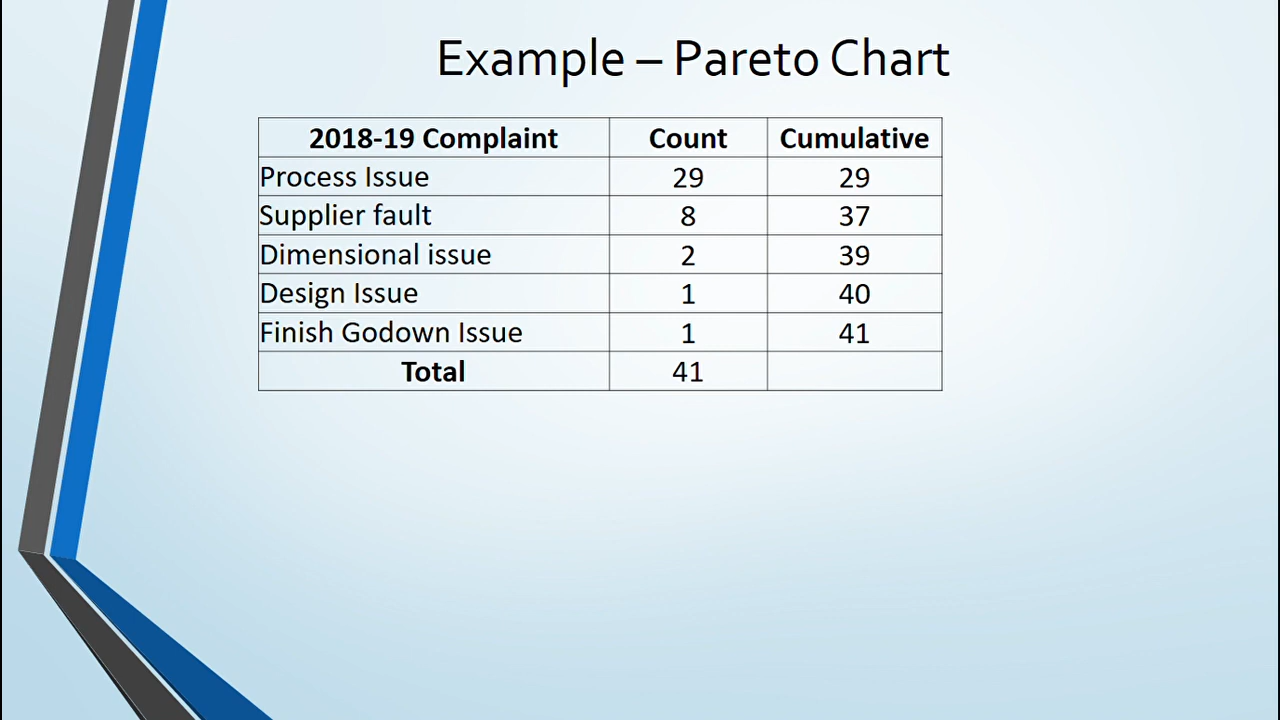 Example – Pareto Chart
2018-19 Complaint Count Cumulative
Process Issue 29 29
Supplier fault 8 37
Dimensional issue 2 39
Design Issue 1 40
Finish Godown Issue 1 41
Total 41